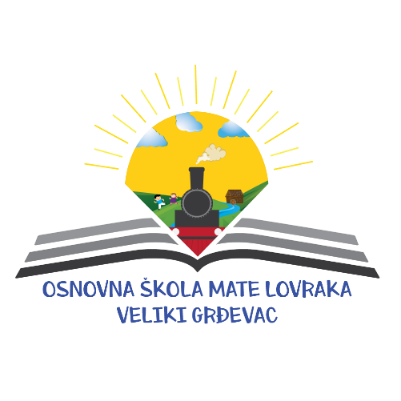 OSNOVNA ŠKOLA MATE LOVRAKA
VELIKI GRĐEVAC